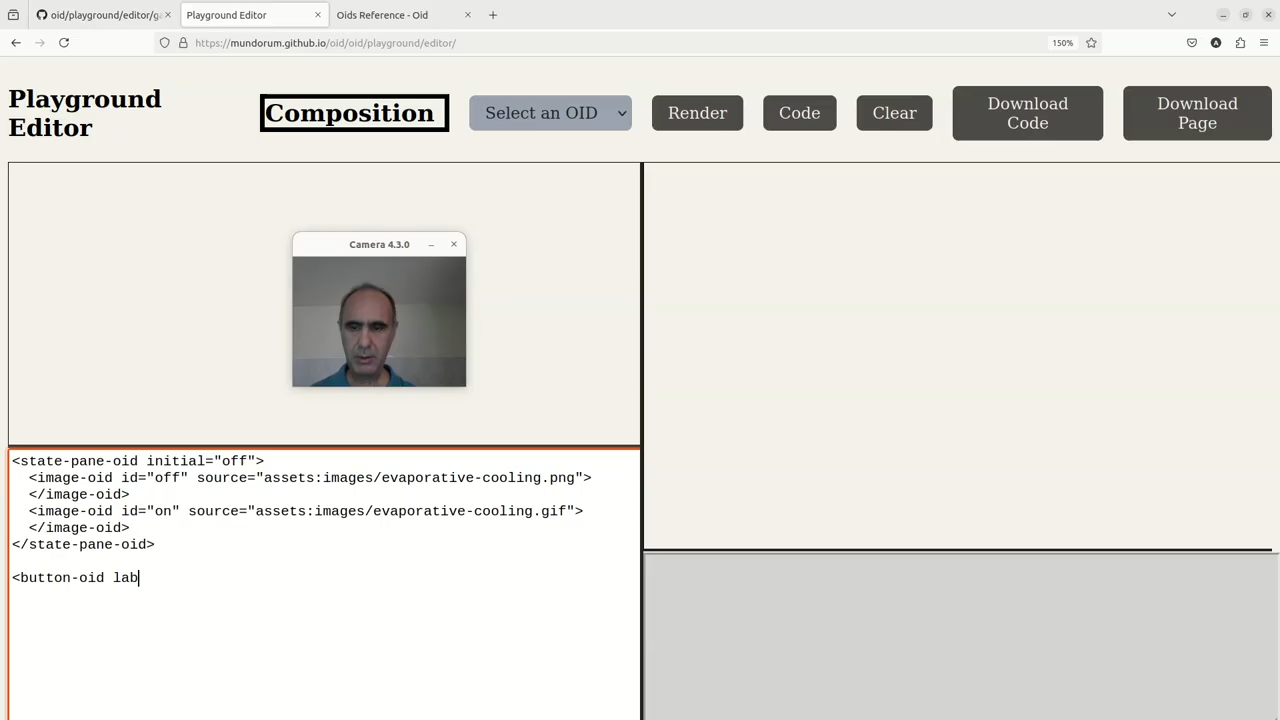 oid/playground/editor/ga
Playground Editor
Oids Reference - Oid
https://mundorum.github.io/oid/oid/playground/editor/
150%
Playground
Editor
Composition
Select an OID
Render
Code
Clear
Download
Code
Download
Page
Camera 4.3.0
<state-pane-oid initial="off">
  <image-oid id="off" source="assets:images/evaporative-cooling.png">
  </image-oid>
  <image-oid id="on" source="assets:images/evaporative-cooling.gif">
  </image-oid>
</state-pane-oid>
<button-oid lab